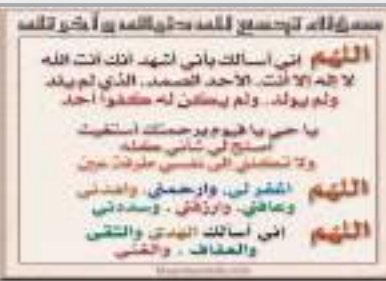 اللهم إني أسألك بأني أشهد أنك أنت الله
لا إله إلا أنت، الأحد الصمد، الذي لم يلد
ولم يولد، ولم يكن له كفوا أحد
يا حي يا قيوم برحمتك أستغيث
أصلح لي شأني كله
ولا تكلني إلى نفسي طرفة عين
اللهم اغفر لي، وارحمني، واهدني
وعافني، وارزقني، وسددني
اللهم إني أسألك الهدى والتقى
والعفاف، والغنى